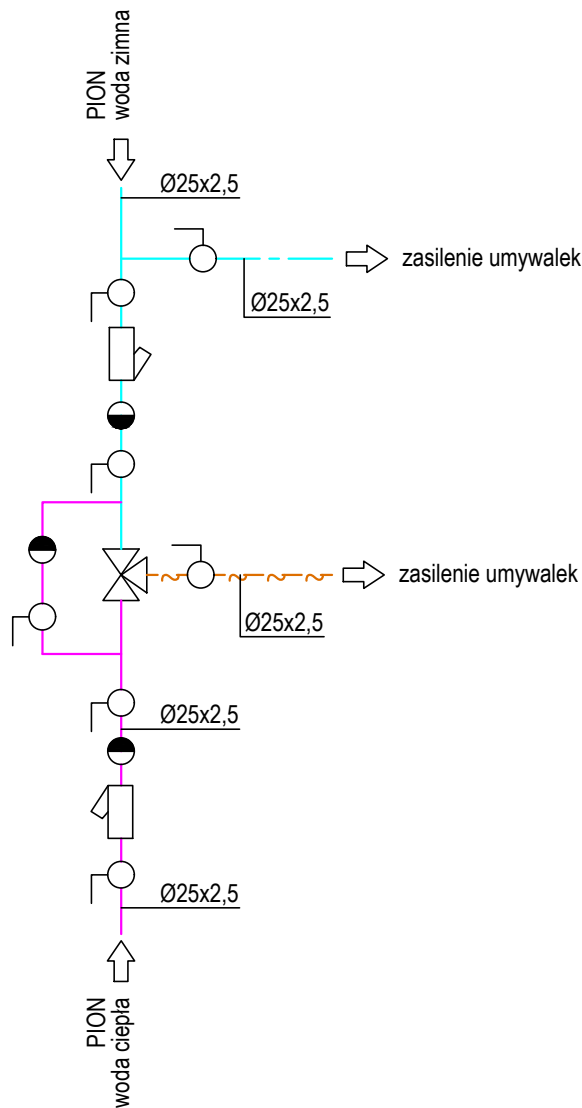 PION
woda zimna
Ø25x2,5
zasilenie umywalek
Ø25x2,5
zasilenie umywalek
Ø25x2,5
Ø25x2,5
Ø25x2,5
PION
woda ciepła